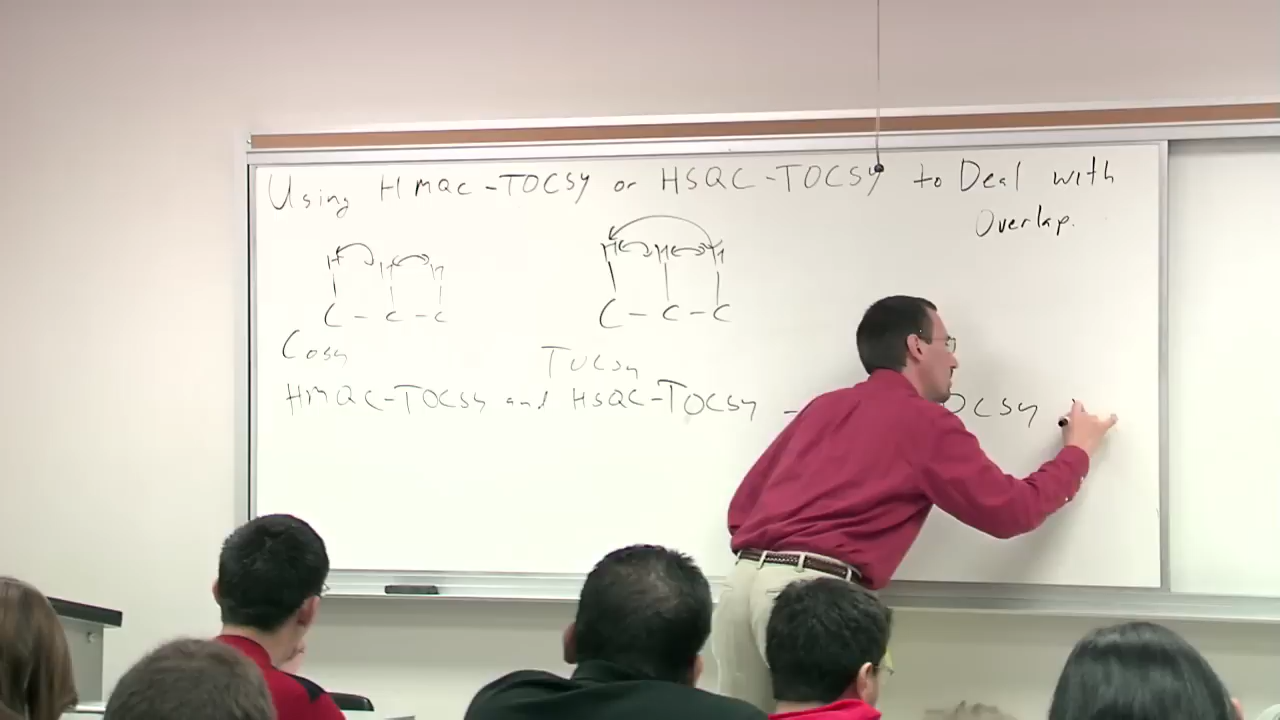 Using HMQC-TOCSY or HSQC-TOCSY to Deal with
Overlap.
H H H
H H H
C - C - C
C - C - C
Cosy
TOCSY
HMQC-TOCSY and HSQC-TOCSY - OCSY